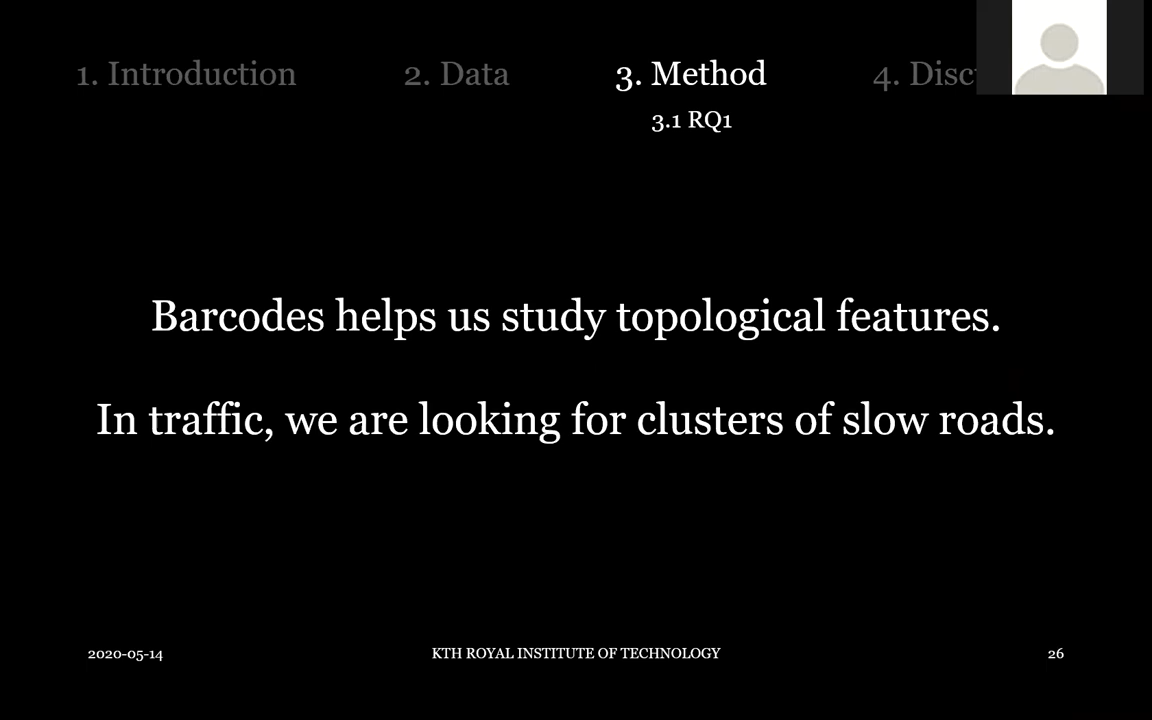 1. Introduction 2. Data 3. Method 4.
3.1 RQ1
Barcodes helps us study topological features.
In traffic, we are looking for clusters of slow roads.
2020-05-14 KTH ROYAL INSTITUTE OF TECHNOLOGY 26